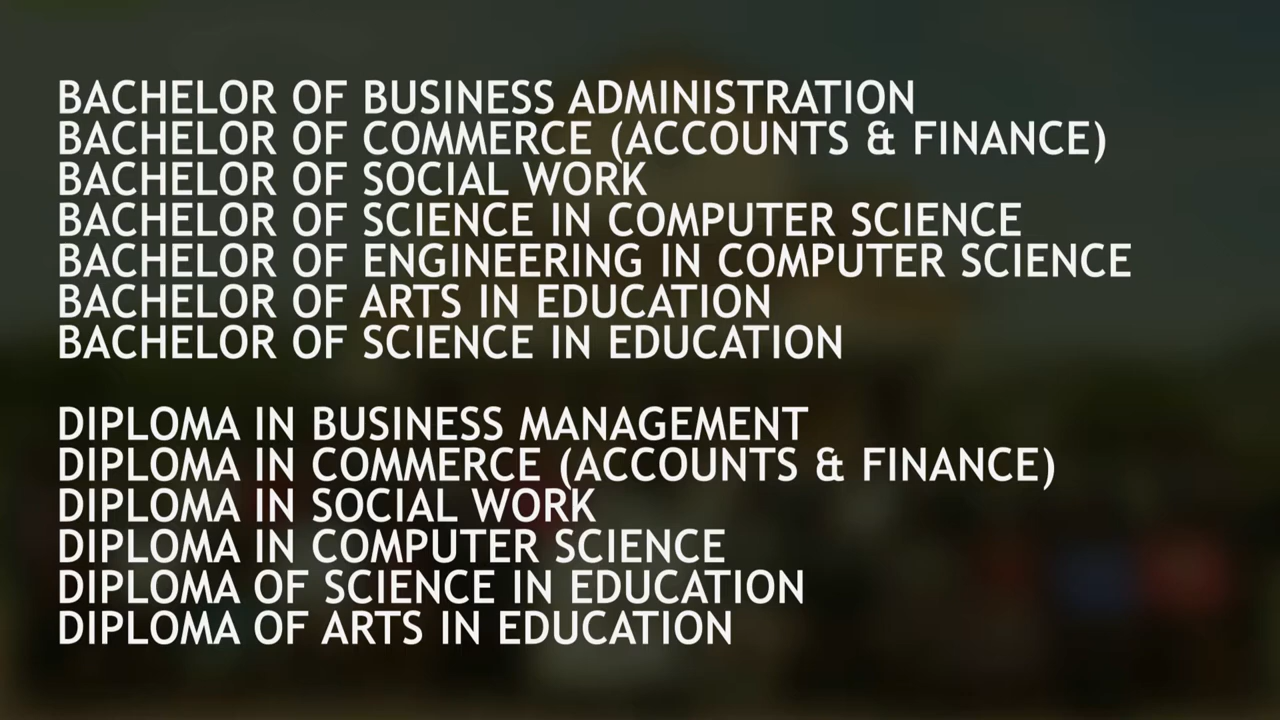 BACHELOR OF BUSINESS ADMINISTRATION
BACHELOR OF COMMERCE (ACCOUNTS & FINANCE)
BACHELOR OF SOCIAL WORK
BACHELOR OF SCIENCE IN COMPUTER SCIENCE
BACHELOR OF ENGINEERING IN COMPUTER SCIENCE
BACHELOR OF ARTS IN EDUCATION
BACHELOR OF SCIENCE IN EDUCATION
DIPLOMA IN BUSINESS MANAGEMENT
DIPLOMA IN COMMERCE (ACCOUNTS & FINANCE)
DIPLOMA IN SOCIAL WORK
DIPLOMA IN COMPUTER SCIENCE
DIPLOMA OF SCIENCE IN EDUCATION
DIPLOMA OF ARTS IN EDUCATION